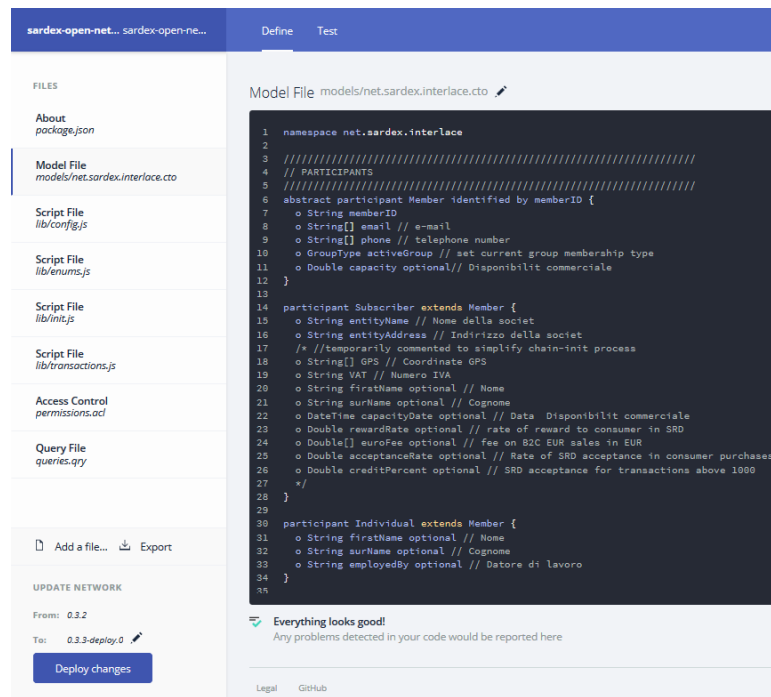 sardex-open-net... sardex-open-ne...
Define Test
FILES
About
package.json
Model File
models/net.sardex.interlace.cto
Script File
lib/config.js
Script File
lib/enums.js
Script File
lib/init.js
Script File
lib/transactions.js
Access Control
permissions.acl
Query File
queries.qry
Add a file... Export
UPDATE NETWORK
From: 0.3.2
To: 0.3.3-deploy.0
Deploy changes
Model File models/net.sardex.interlace.cto
1 namespace net.sardex.interlace
2
3 //////////////////////////////////////////////////////////////////////
4 // PARTICIPANTS
5 //////////////////////////////////////////////////////////////////////
6 abstract participant Member identified by memberID {
7 o String memberID
8 o String[] email // e-mail
9 o String[] phone // telephone number
10 o GroupType activeGroup // set current group membership type
11 o Double capacity optional// Disponibilit commerciale
12 }
13
14 participant Subscriber extends Member {
15 o String entityName // Nome della societ
16 o String entityAddress // Indirizzo della societ
17 /* //temporarily commented to simplify chain-init process
18 o String[] GPS // Coordinate GPS
19 o String VAT // Numero IVA
20 o String firstName optional // Nome
21 o String surName optional // Cognome
22 o DateTime capacityDate optional // Data  Disponibilit commerciale
23 o Double rewardRate optional // rate of reward to consumer in SRD
24 o Double[] euroFee optional // fee on B2C EUR sales in EUR
25 o Double acceptanceRate optional // Rate of SRD acceptance in consumer purchases
26 o Double creditPercent optional // SRD acceptance for transactions above 1000
27 */
28 }
29
30 participant Individual extends Member {
31 o String firstName optional // Nome
32 o String surName optional // Cognome
33 o String employedBy optional // Datore di lavoro
34 }
35
Everything looks good!
Any problems detected in your code would be reported here
Legal GitHub